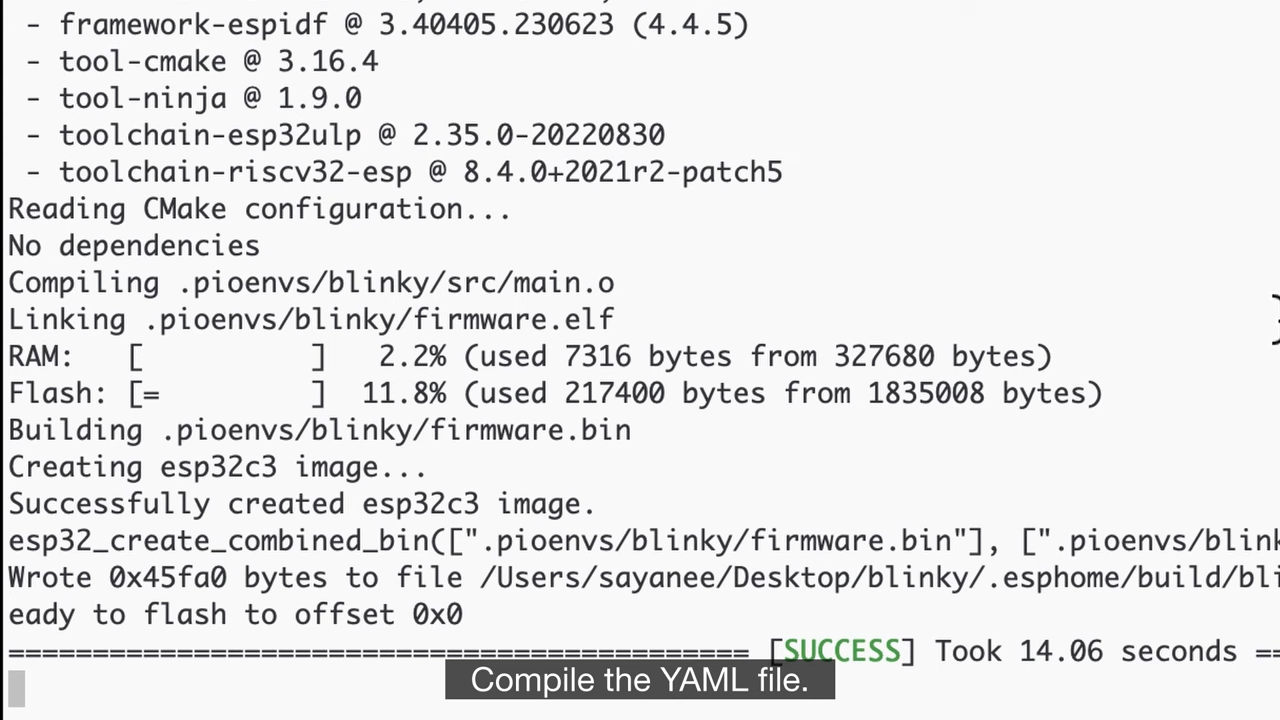 - framework-espidf @ 3.40405.230623 (4.4.5)
- tool-cmake @ 3.16.4
- tool-ninja @ 1.9.0
- toolchain-esp32ulp @ 2.35.0-20220830
- toolchain-riscv32-esp @ 8.4.0+2021r2-patch5
Reading CMake configuration...
No dependencies
Compiling .pioenvs/blinky/src/main.o
Linking .pioenvs/blinky/firmware.elf
RAM:   [          ]   2.2% (used 7316 bytes from 327680 bytes)
Flash: [=         ]  11.8% (used 217400 bytes from 1835008 bytes)
Building .pioenvs/blinky/firmware.bin
Creating esp32c3 image...
Successfully created esp32c3 image.
esp32_create_combined_bin([".pioenvs/blinky/firmware.bin"], [".pioenvs/blink
Wrote 0x45fa0 bytes to file /Users/sayanee/Desktop/blinky/.esphome/build/bli
eady to flash to offset 0x0
============================================ [SUCCESS] Took 14.06 seconds ==
Compile the YAML file.